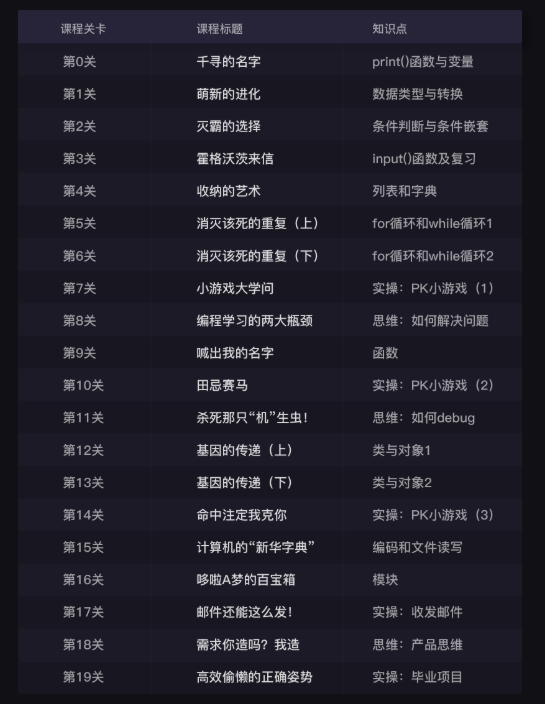 课程关卡 课程标题 知识点
第0关 千寻的名字 print()函数与变量
第1关 萌新的进化 数据类型与转换
第2关 灭霸的选择 条件判断与条件嵌套
第3关 霍格沃茨来信 input()函数及复习
第4关 收纳的艺术 列表和字典
第5关 消灭该死的重复（上） for循环和while循环1
第6关 消灭该死的重复（下） for循环和while循环2
第7关 小游戏大学问 实操：PK小游戏（1）
第8关 编程学习的两大瓶颈 思维：如何解决问题
第9关 喊出我的名字 函数
第10关 田忌赛马 实操：PK小游戏（2）
第11关 杀死那只“机”生虫！ 思维：如何debug
第12关 基因的传递（上） 类与对象1
第13关 基因的传递（下） 类与对象2
第14关 命中注定我克你 实操：PK小游戏（3）
第15关 计算机的“新华字典” 编码和文件读写
第16关 哆啦A梦的百宝箱 模块
第17关 邮件还能这么发！ 实操：收发邮件
第18关 需求你造吗？我造 思维：产品思维
第19关 高效偷懒的正确姿势 实操：毕业项目